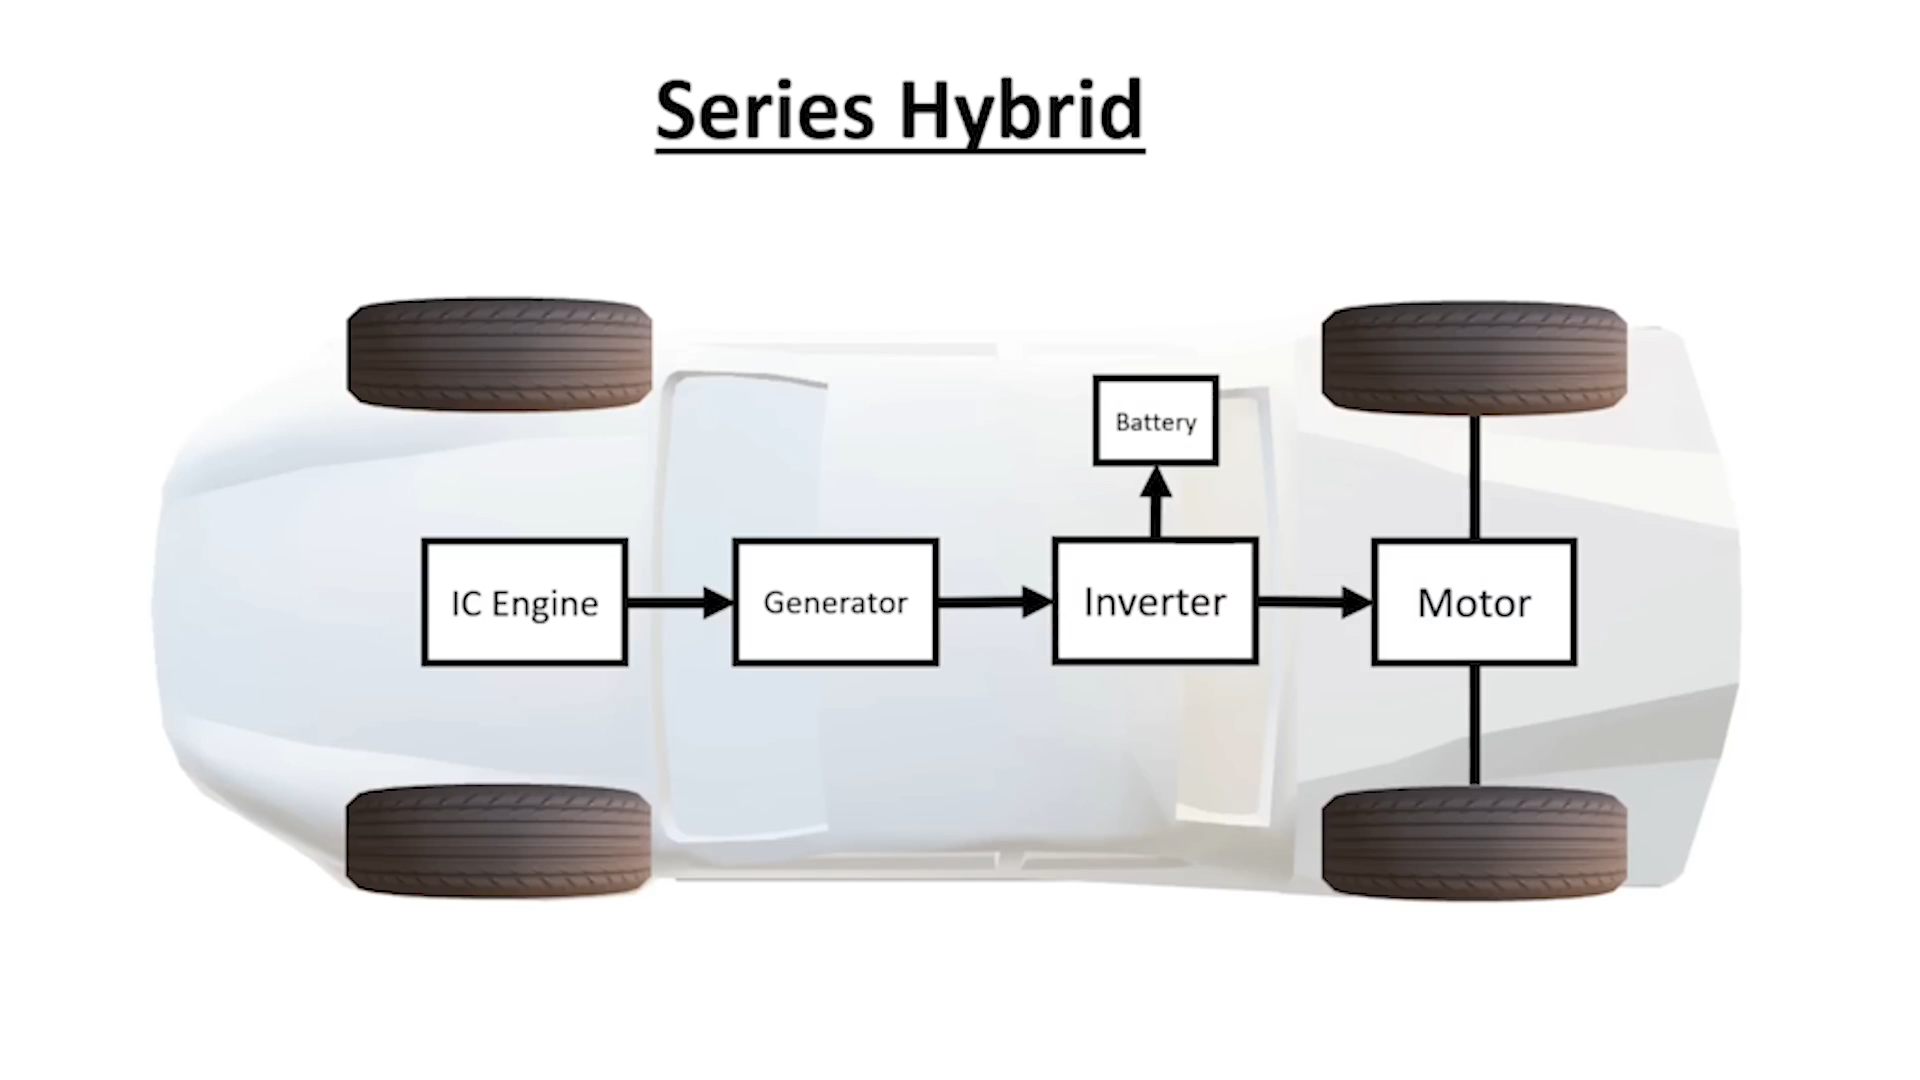 Series Hybrid
Battery
IC Engine
Generator
Inverter
Motor